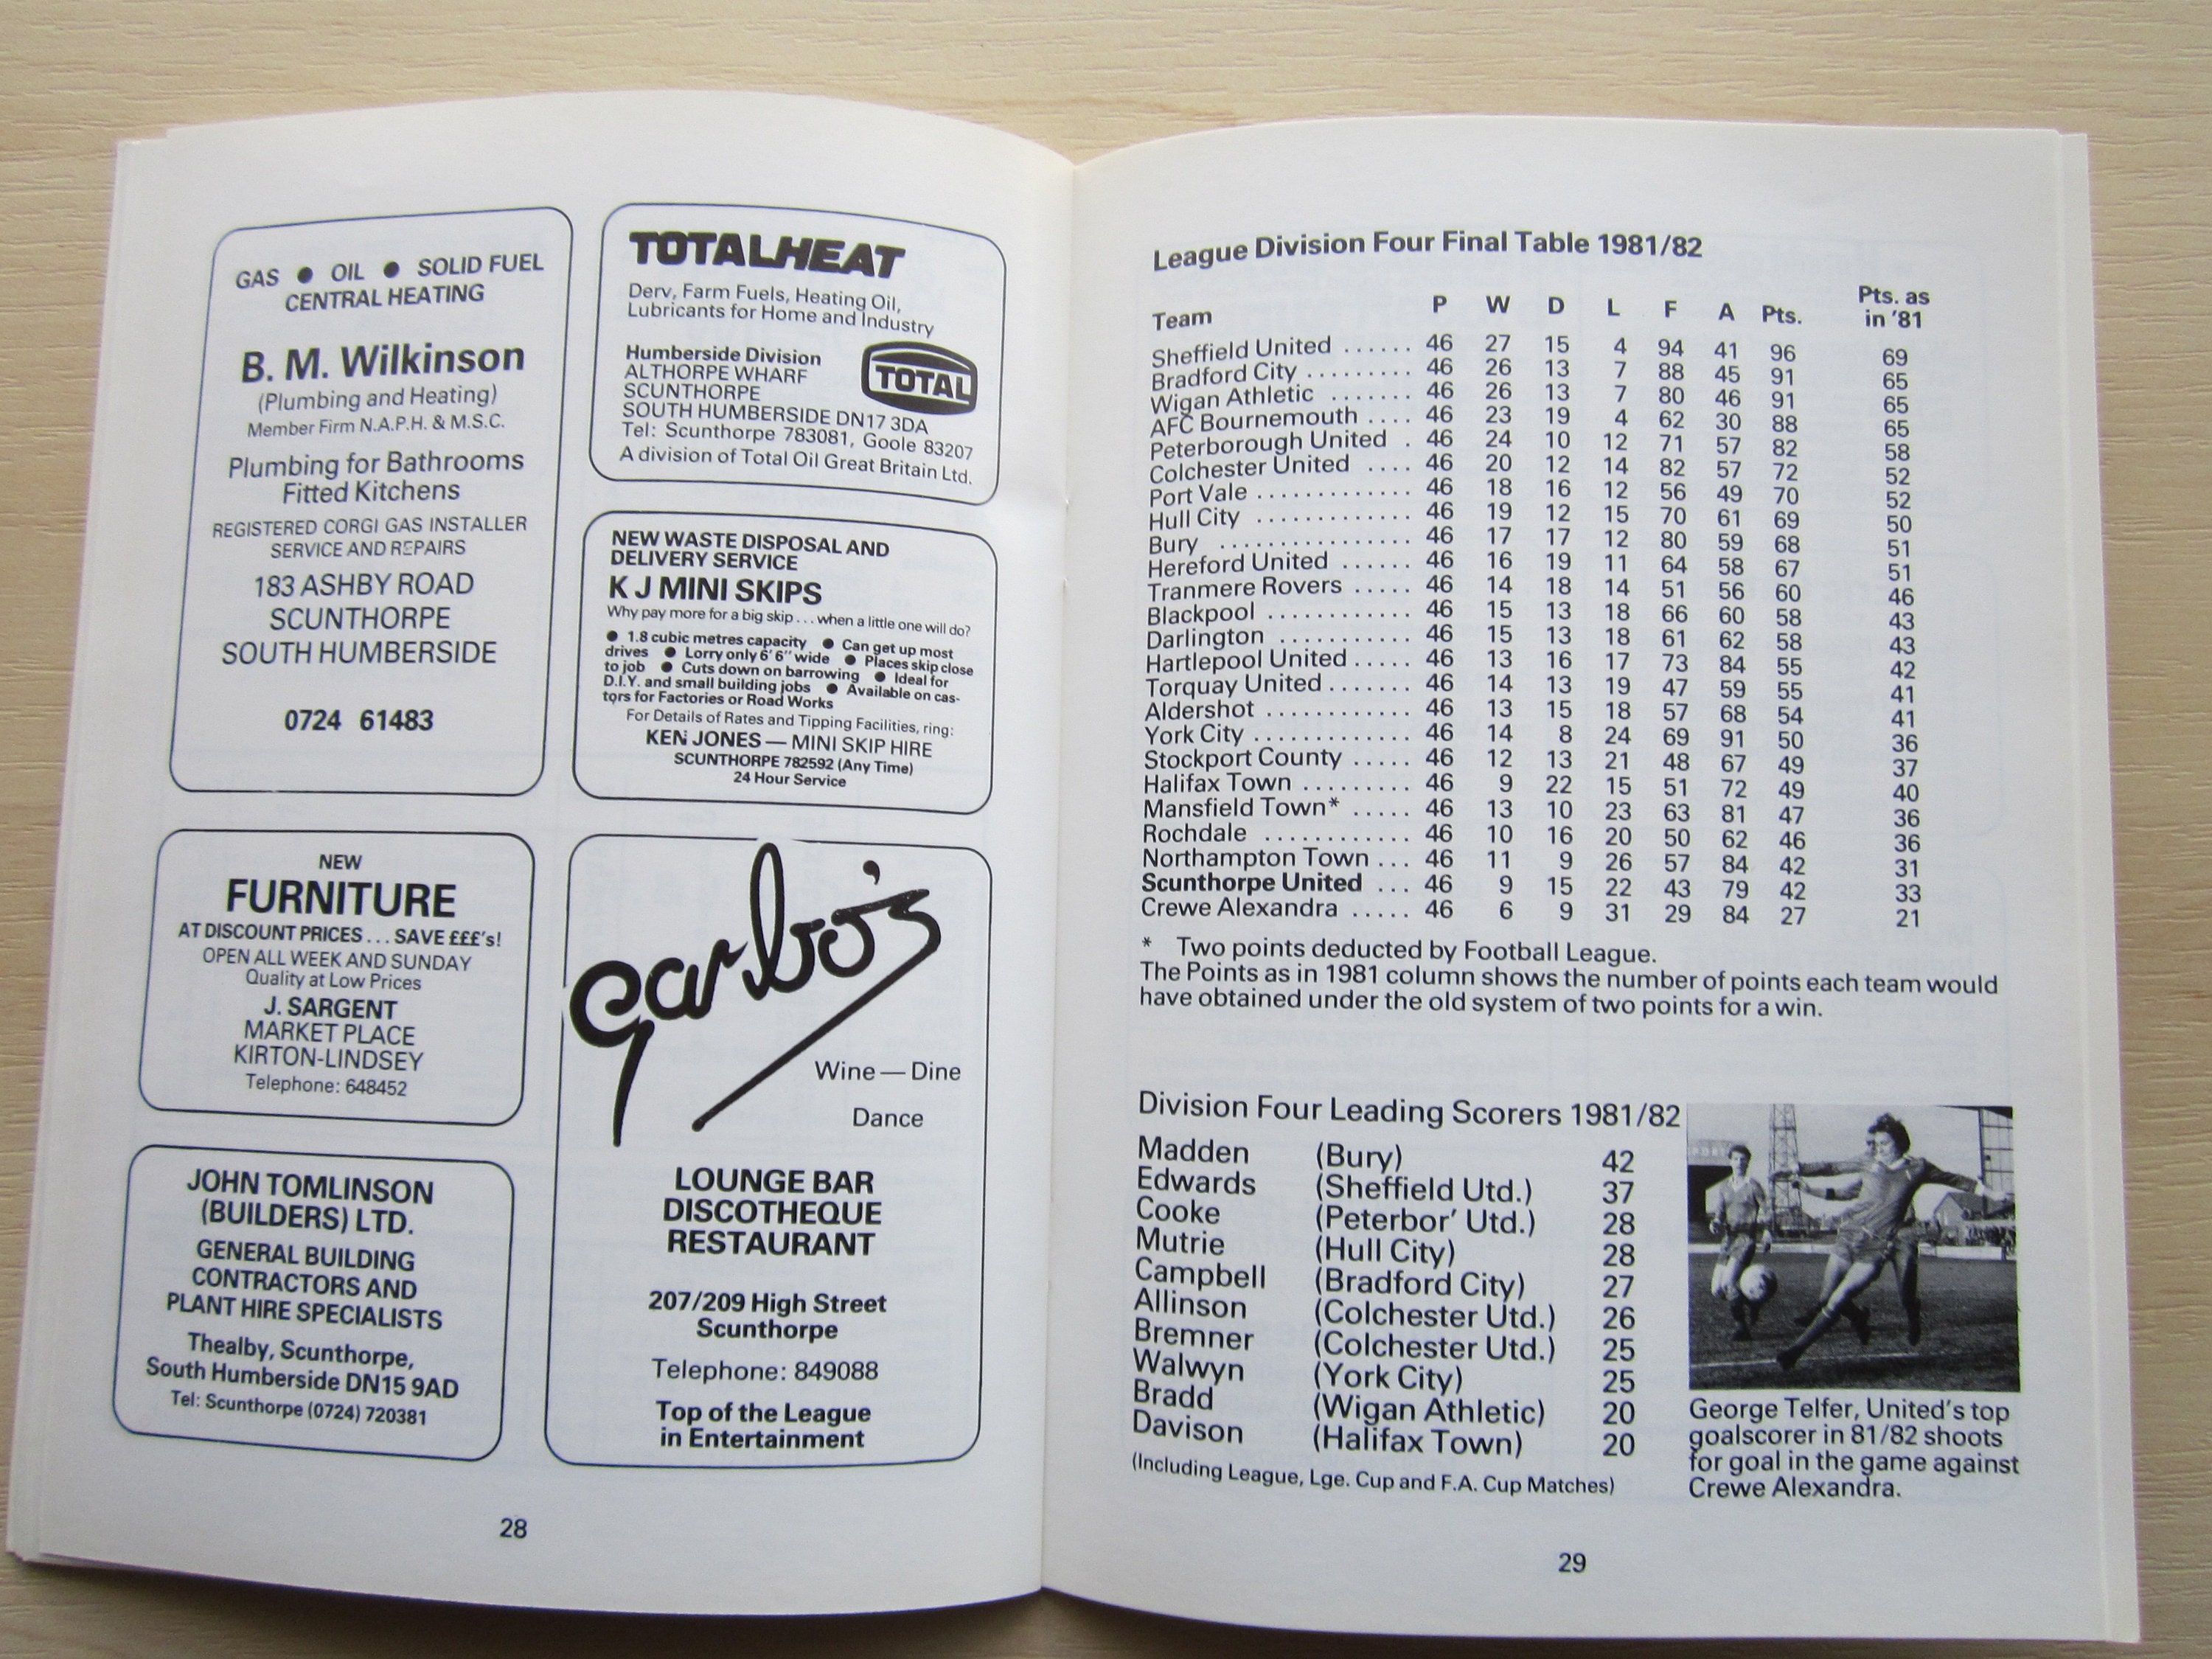 GAS ● OIL ● SOLID FUEL
CENTRAL HEATING
B. M. Wilkinson
(Plumbing and Heating)
Member Firm N.A.P.H. & M.S.C.
Plumbing for Bathrooms
Fitted Kitchens
REGISTERED CORGI GAS INSTALLER
SERVICE AND REPAIRS
183 ASHBY ROAD
SCUNTHORPE
SOUTH HUMBERSIDE
0724 61483
TOTALHEAT
Derv, Farm Fuels, Heating Oil,
Lubricants for Home and Industry
Humberside Division
ALTHORPE WHARF
SCUNTHORPE
SOUTH HUMBERSIDE DN17 3DA
Tel: Scunthorpe 783081, Goole 83207
A division of Total Oil Great Britain Ltd.
TOTAL
NEW WASTE DISPOSAL AND
DELIVERY SERVICE
K J MINI SKIPS
Why pay more for a big skip . . . when a little one will do?
● 1.8 cubic metres capacity ● Can get up most
drives ● Lorry only 6' 6" wide ● Places skip close
to job ● Cuts down on barrowing ● Ideal for
D.I.Y. and small building jobs ● Available on cas-
tors for Factories or Road Works
For Details of Rates and Tipping Facilities, ring:
KEN JONES — MINI SKIP HIRE
SCUNTHORPE 782592 (Any Time)
24 Hour Service
NEW
FURNITURE
AT DISCOUNT PRICES . . . SAVE £££'s!
OPEN ALL WEEK AND SUNDAY
Quality at Low Prices
J. SARGENT
MARKET PLACE
KIRTON-LINDSEY
Telephone: 648452
JOHN TOMLINSON
(BUILDERS) LTD.
GENERAL BUILDING
CONTRACTORS AND
PLANT HIRE SPECIALISTS
Thealby, Scunthorpe,
South Humberside DN15 9AD
Tel: Scunthorpe (0724) 720381
garbo's
Wine — Dine
Dance
LOUNGE BAR
DISCOTHEQUE
RESTAURANT
207/209 High Street
Scunthorpe
Telephone: 849088
Top of the League
in Entertainment
28
League Division Four Final Table 1981/82
Team P W D L F A Pts. Pts. as in '81
Sheffield United ...... 46 27 15 4 94 41 96 69
Bradford City ......... 46 26 13 7 88 45 91 65
Wigan Athletic ....... 46 26 13 7 80 46 91 65
AFC Bournemouth .... 46 23 19 4 62 30 88 65
Peterborough United . 46 24 10 12 71 57 82 58
Colchester United .... 46 20 12 14 82 57 72 52
Port Vale ............. 46 18 16 12 56 49 70 52
Hull City ............. 46 19 12 15 70 61 69 50
Bury ................ 46 17 17 12 80 59 68 51
Hereford United ...... 46 16 19 11 64 58 67 51
Tranmere Rovers ..... 46 14 18 14 51 56 60 46
Blackpool ............ 46 15 13 18 66 60 58 43
Darlington ........... 46 15 13 18 61 62 58 43
Hartlepool United ..... 46 13 16 17 73 84 55 42
Torquay United ....... 46 14 13 19 47 59 55 41
Aldershot ............ 46 13 15 18 57 68 54 41
York City ............. 46 14 8 24 69 91 50 36
Stockport County ..... 46 12 13 21 48 67 49 37
Halifax Town ......... 46 9 22 15 51 72 49 40
Mansfield Town* ..... 46 13 10 23 63 81 47 36
Rochdale ............ 46 10 16 20 50 62 46 36
Northampton Town ... 46 11 9 26 57 84 42 31
Scunthorpe United ... 46 9 15 22 43 79 42 33
Crewe Alexandra ..... 46 6 9 31 29 84 27 21
* Two points deducted by Football League.
The Points as in 1981 column shows the number of points each team would
have obtained under the old system of two points for a win.
Division Four Leading Scorers 1981/82
Madden (Bury) 42
Edwards (Sheffield Utd.) 37
Cooke (Peterbor' Utd.) 28
Mutrie (Hull City) 28
Campbell (Bradford City) 27
Allinson (Colchester Utd.) 26
Bremner (Colchester Utd.) 25
Walwyn (York City) 25
Bradd (Wigan Athletic) 20
Davison (Halifax Town) 20
(Including League, Lge. Cup and F.A. Cup Matches)
George Telfer, United's top
goalscorer in 81/82 shoots
for goal in the game against
Crewe Alexandra.
29